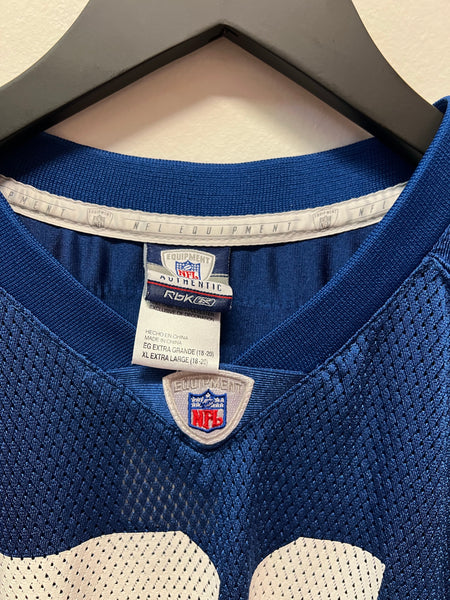 EQUIPMENT NFL EQUIPMENT
EQUIPMENT
NFL
AUTHENTIC
RBK
HECHO EN CHINA
MADE IN CHINA
EG EXTRA GRANDE (18-20)
XL EXTRA LARGE (18-20)
EQUIPMENT
NFL